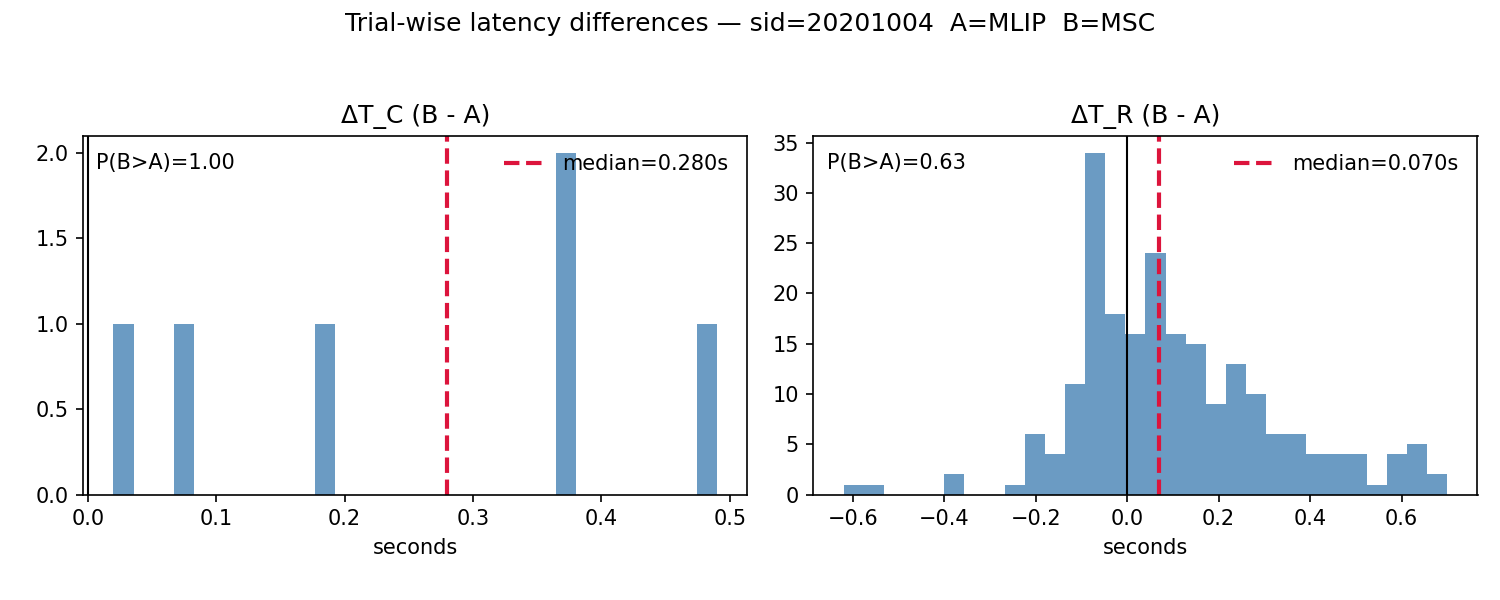 Trial-wise latency differences — sid=20201004  A=MLIP  B=MSC
ΔT_C (B - A)
P(B>A)=1.00
median=0.280s
2.0
1.5
1.0
0.5
0.0
0.0 0.1 0.2 0.3 0.4 0.5
seconds
ΔT_R (B - A)
P(B>A)=0.63
median=0.070s
35
30
25
20
15
10
5
0
−0.6 −0.4 −0.2 0.0 0.2 0.4 0.6
seconds